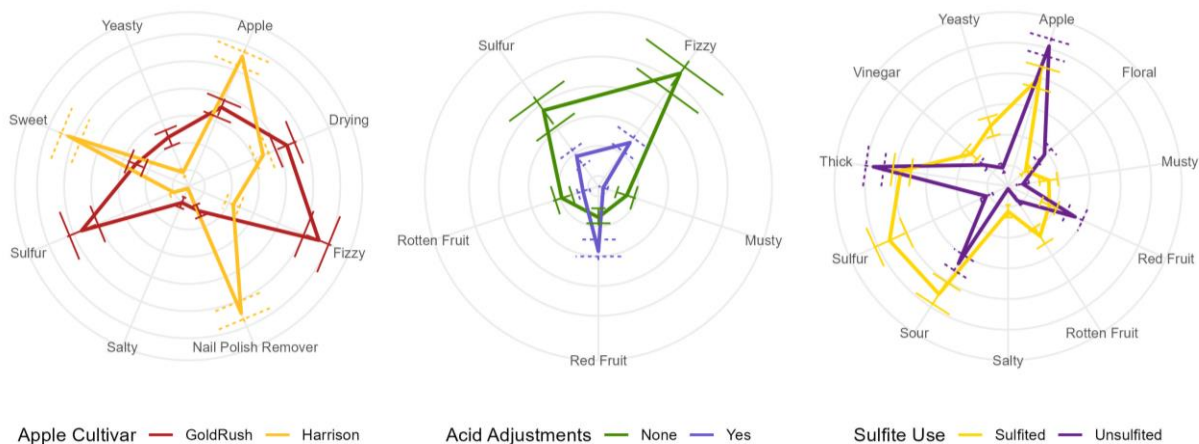 Yeasty
Apple
Sweet
Drying
Sulfur
Fizzy
Salty
Nail Polish Remover
Apple Cultivar
GoldRush
Harrison
Sulfur
Fizzy
Rotten Fruit
Musty
Red Fruit
Acid Adjustments
None
Yes
Yeasty
Apple
Vinegar
Floral
Thick
Musty
Sulfur
Red Fruit
Sour
Rotten Fruit
Salty
Sulfite Use
Sulfited
Unsulfited